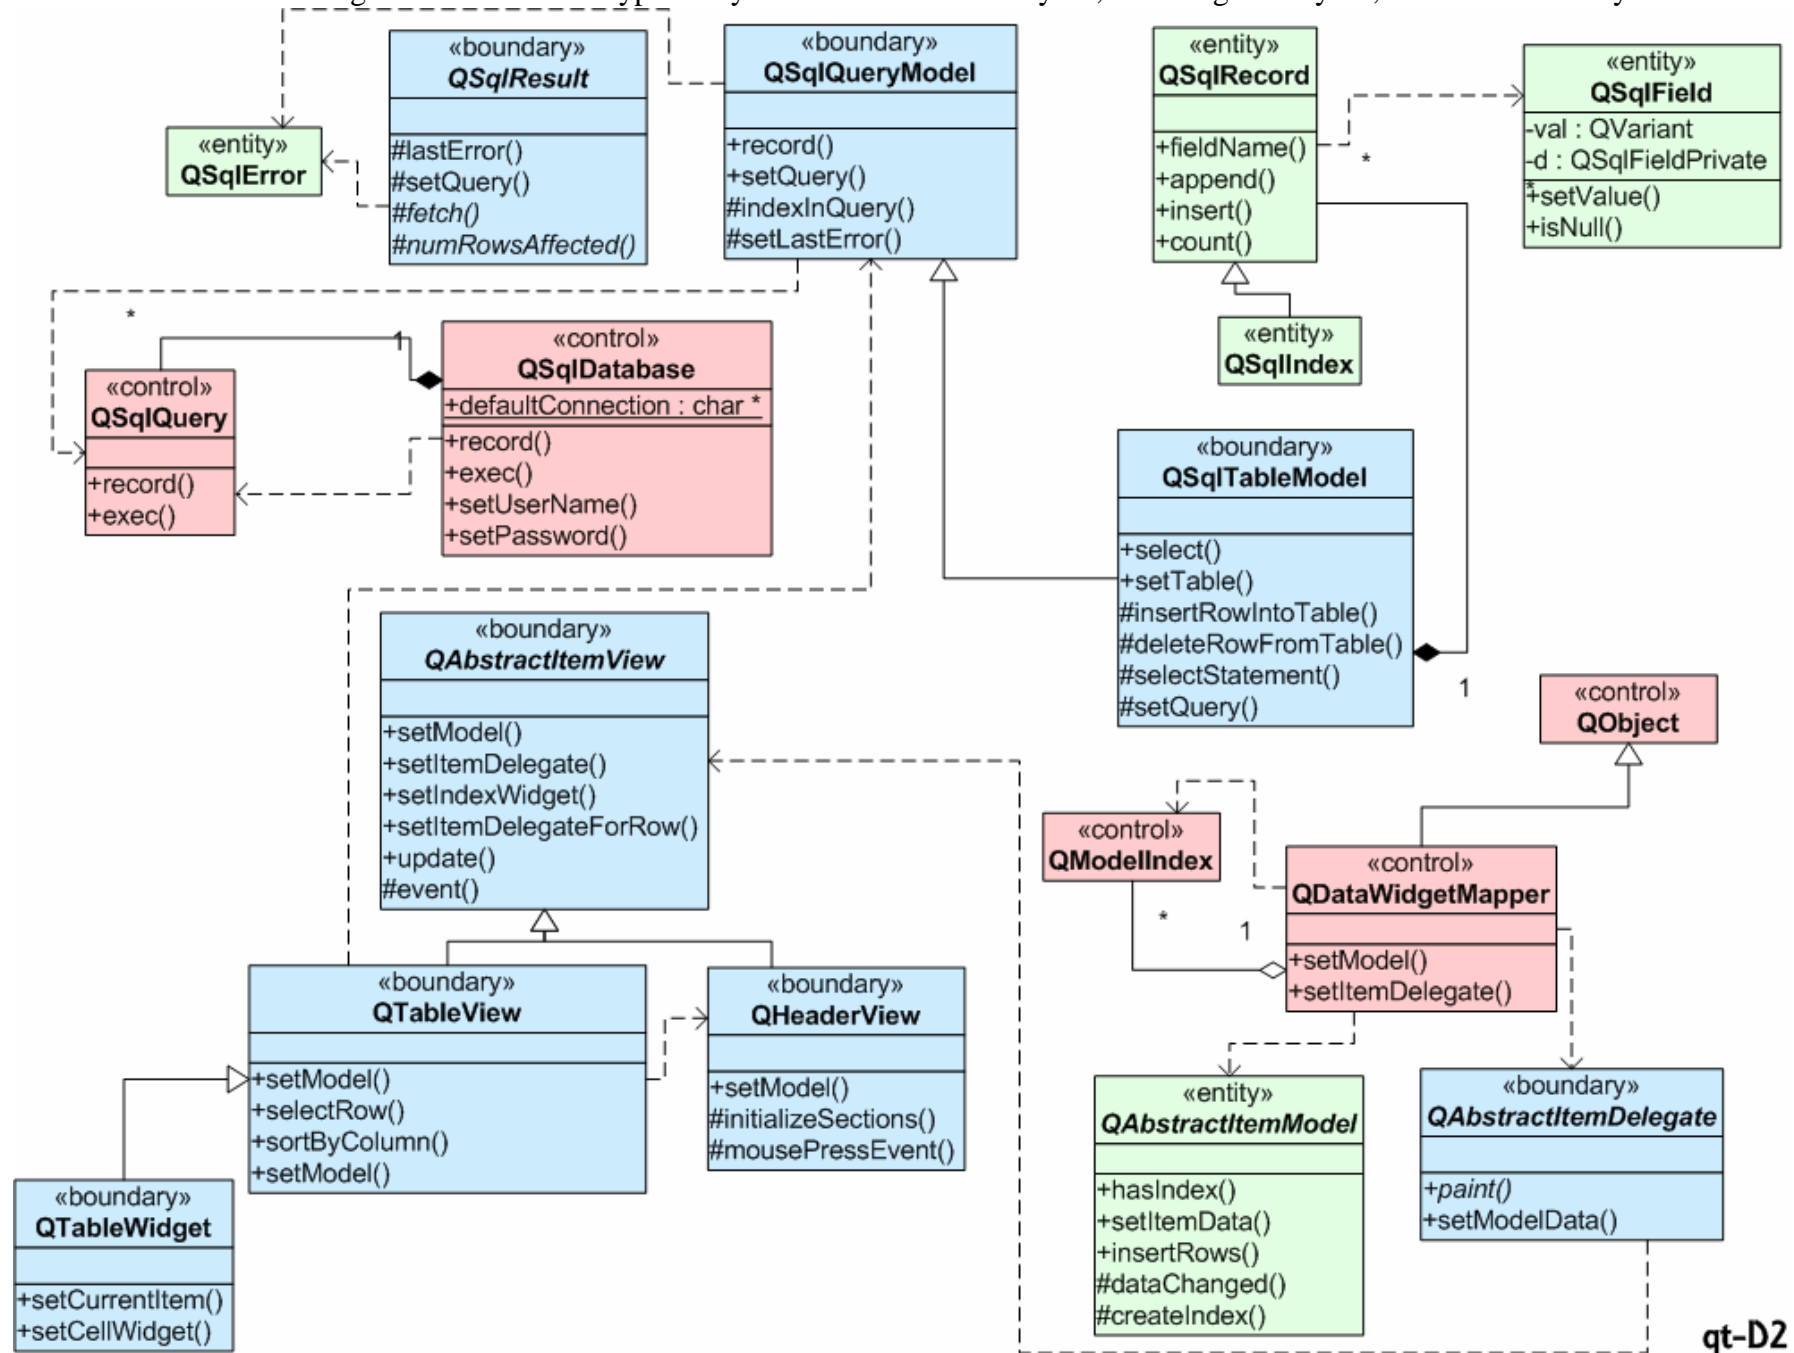 «boundary»
QSqlResult
#lastError()
#setQuery()
#fetch()
#numRowsAffected()
«boundary»
QSqlQueryModel
+record()
+setQuery()
#indexInQuery()
#setLastError()
«entity»
QSqlRecord
+fieldName()
+append()
+insert()
+count()
«entity»
QSqlField
-val : QVariant
-d : QSqlFieldPrivate
*
+setValue()
+isNull()
*
«entity»
QSqlError
«entity»
QSqlIndex
*
1
«control»
QSqlQuery
+record()
+exec()
«control»
QSqlDatabase
+defaultConnection : char *
+record()
+exec()
+setUserName()
+setPassword()
«boundary»
QSqlTableModel
+select()
+setTable()
#insertRowIntoTable()
#deleteRowFromTable()
#selectStatement()
#setQuery()
1
«boundary»
QAbstractItemView
+setModel()
+setItemDelegate()
+setIndexWidget()
+setItemDelegateForRow()
+update()
#event()
«control»
QObject
«control»
QModelIndex
*
1
«control»
QDataWidgetMapper
+setModel()
+setItemDelegate()
«boundary»
QTableView
+setModel()
+selectRow()
+sortByColumn()
+setModel()
«boundary»
QHeaderView
+setModel()
#initializeSections()
#mousePressEvent()
«entity»
QAbstractItemModel
+hasIndex()
+setItemData()
+insertRows()
#dataChanged()
#createIndex()
«boundary»
QAbstractItemDelegate
+paint()
+setModelData()
«boundary»
QTableWidget
+setCurrentItem()
+setCellWidget()
qt-D2